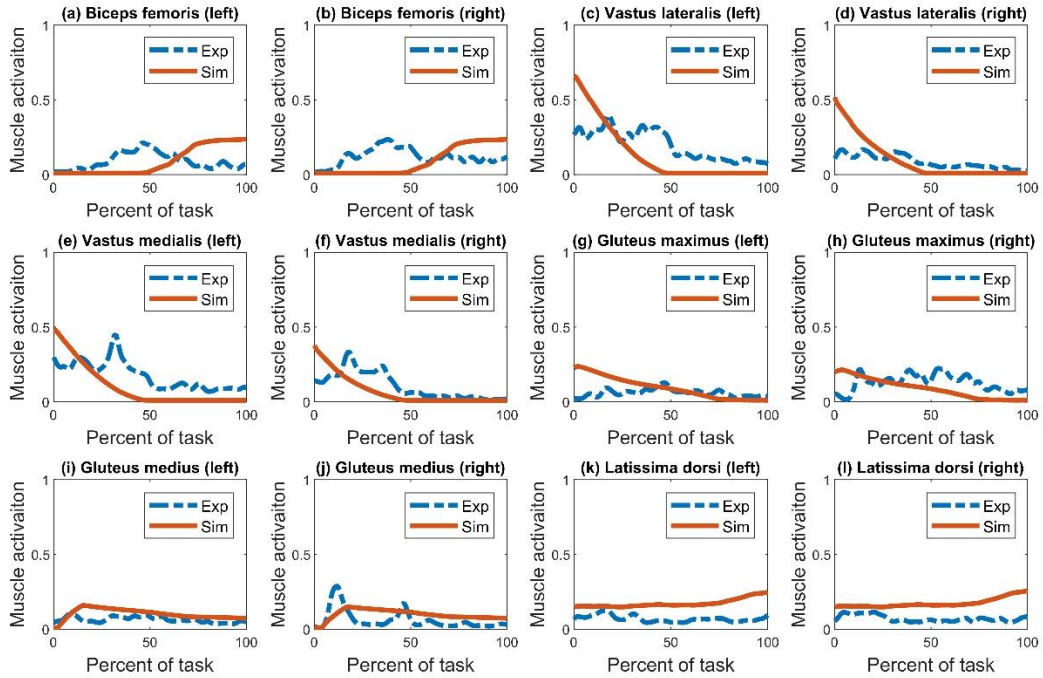 (a) Biceps femoris (left)
1
0.5
0
Muscle activaiton
Exp
Sim
0
50
100
Percent of task
(b) Biceps femoris (right)
1
0.5
0
Muscle activaiton
Exp
Sim
0
50
100
Percent of task
(c) Vastus lateralis (left)
1
0.5
0
Muscle activaiton
Exp
Sim
0
50
100
Percent of task
(d) Vastus lateralis (right)
1
0.5
0
Muscle activaiton
Exp
Sim
0
50
100
Percent of task
(e) Vastus medialis (left)
1
0.5
0
Muscle activaiton
Exp
Sim
0
50
100
Percent of task
(f) Vastus medialis (right)
1
0.5
0
Muscle activaiton
Exp
Sim
0
50
100
Percent of task
(g) Gluteus maximus (left)
1
0.5
0
Muscle activaiton
Exp
Sim
0
50
100
Percent of task
(h) Gluteus maximus (right)
1
0.5
0
Muscle activaiton
Exp
Sim
0
50
100
Percent of task
(i) Gluteus medius (left)
1
0.5
0
Muscle activaiton
Exp
Sim
0
50
100
Percent of task
(j) Gluteus medius (right)
1
0.5
0
Muscle activaiton
Exp
Sim
0
50
100
Percent of task
(k) Latissima dorsi (left)
1
0.5
0
Muscle activaiton
Exp
Sim
0
50
100
Percent of task
(l) Latissima dorsi (right)
1
0.5
0
Muscle activaiton
Exp
Sim
0
50
100
Percent of task